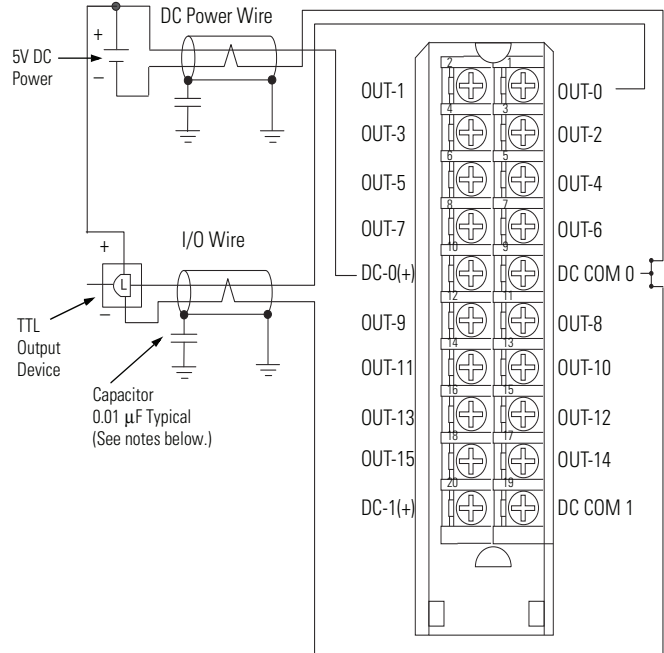 DC Power Wire
+
5V DC
Power
–
I/O Wire
+
L
–
TTL
Output
Device
Capacitor
0.01 µF Typical
(See notes below.)
2 1
OUT-1 OUT-0
4 3
OUT-3 OUT-2
6 5
OUT-5 OUT-4
8 7
OUT-7 OUT-6
10 9
DC-0(+) DC COM 0
12 11
OUT-9 OUT-8
14 13
OUT-11 OUT-10
16 15
OUT-13 OUT-12
18 17
OUT-15 OUT-14
20 19
DC-1(+) DC COM 1